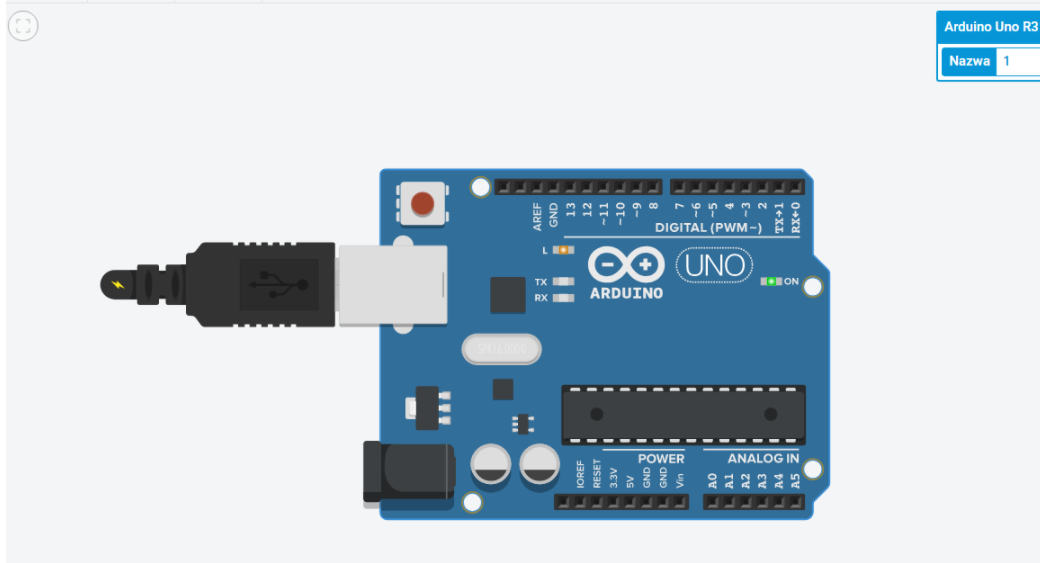 Arduino Uno R3
Nazwa 1
AREF
GND
13
12
~11
~10
~9
8
7
~6
~5
4
~3
2
TX→1
RX←0
DIGITAL (PWM~)
L
TX
RX
ARDUINO
UNO
ON
POWER
ANALOG IN
IOREF
RESET
3.3V
5V
GND
GND
Vin
A0
A1
A2
A3
A4
A5